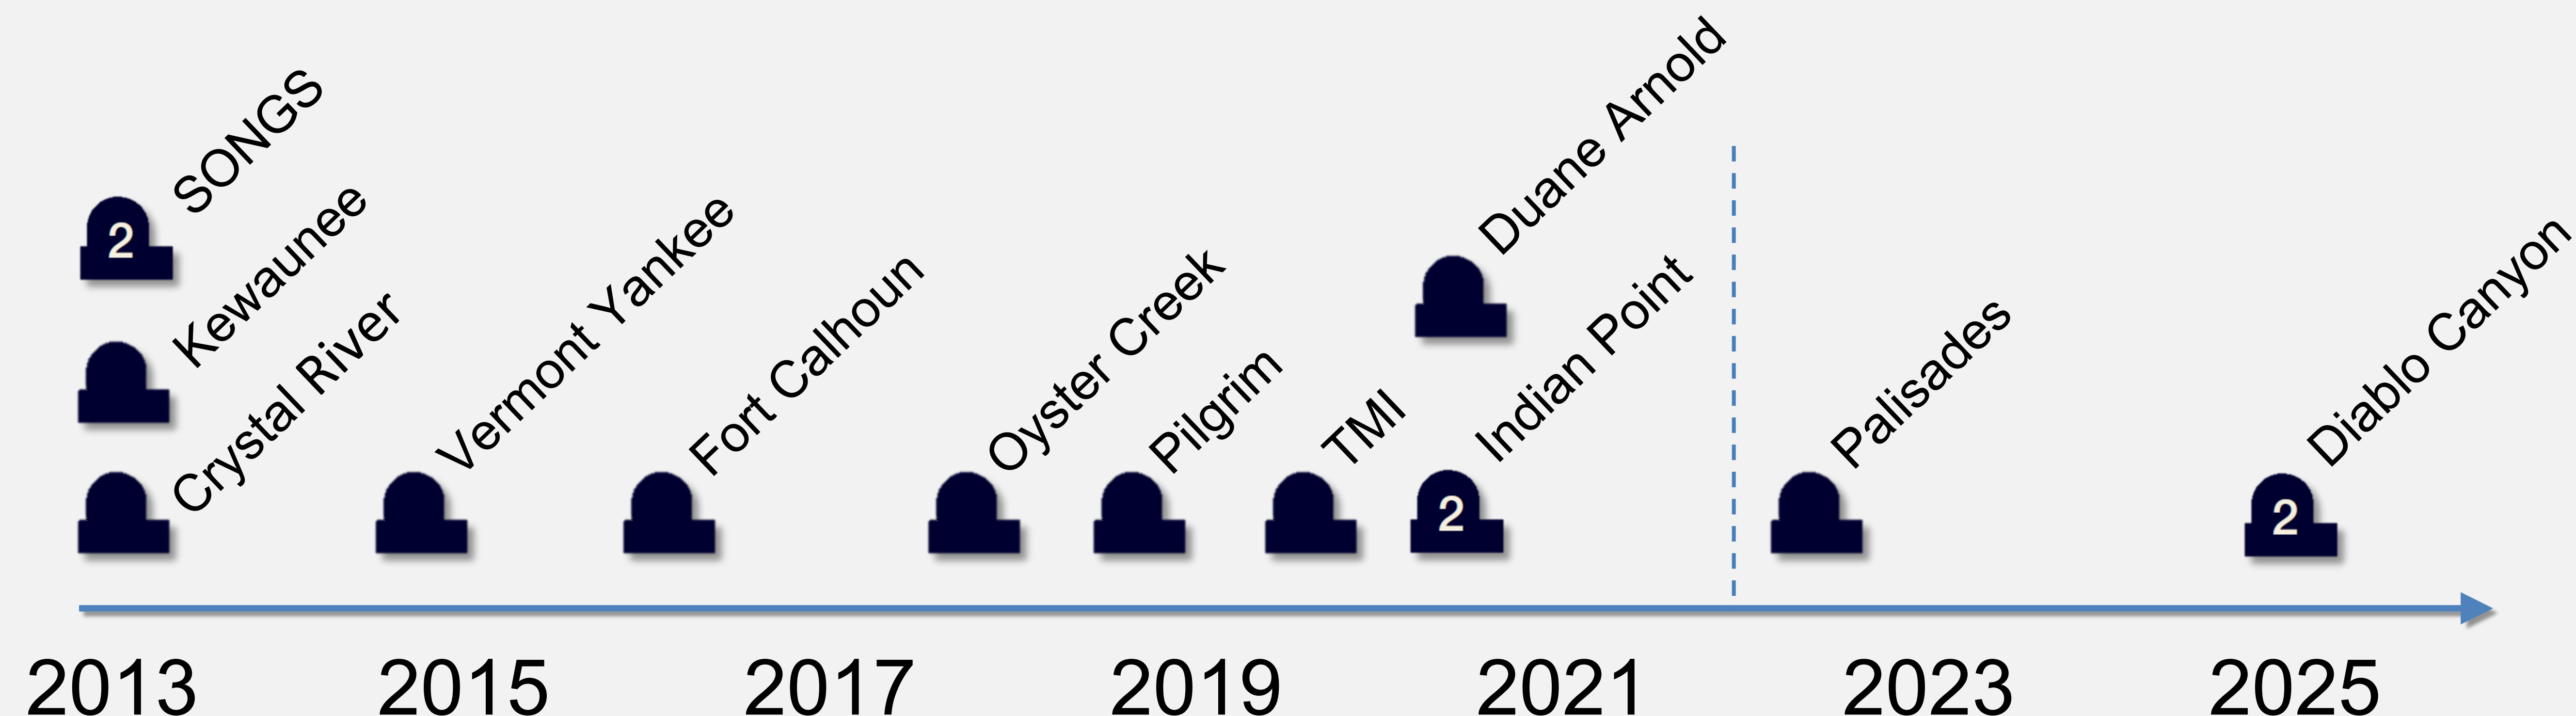 SONGS
2
Kewaunee
Crystal River
Vermont Yankee
Fort Calhoun
Oyster Creek
Pilgrim
TMI
Duane Arnold
Indian Point
2
Palisades
Diablo Canyon
2
2013 2015 2017 2019 2021 2023 2025